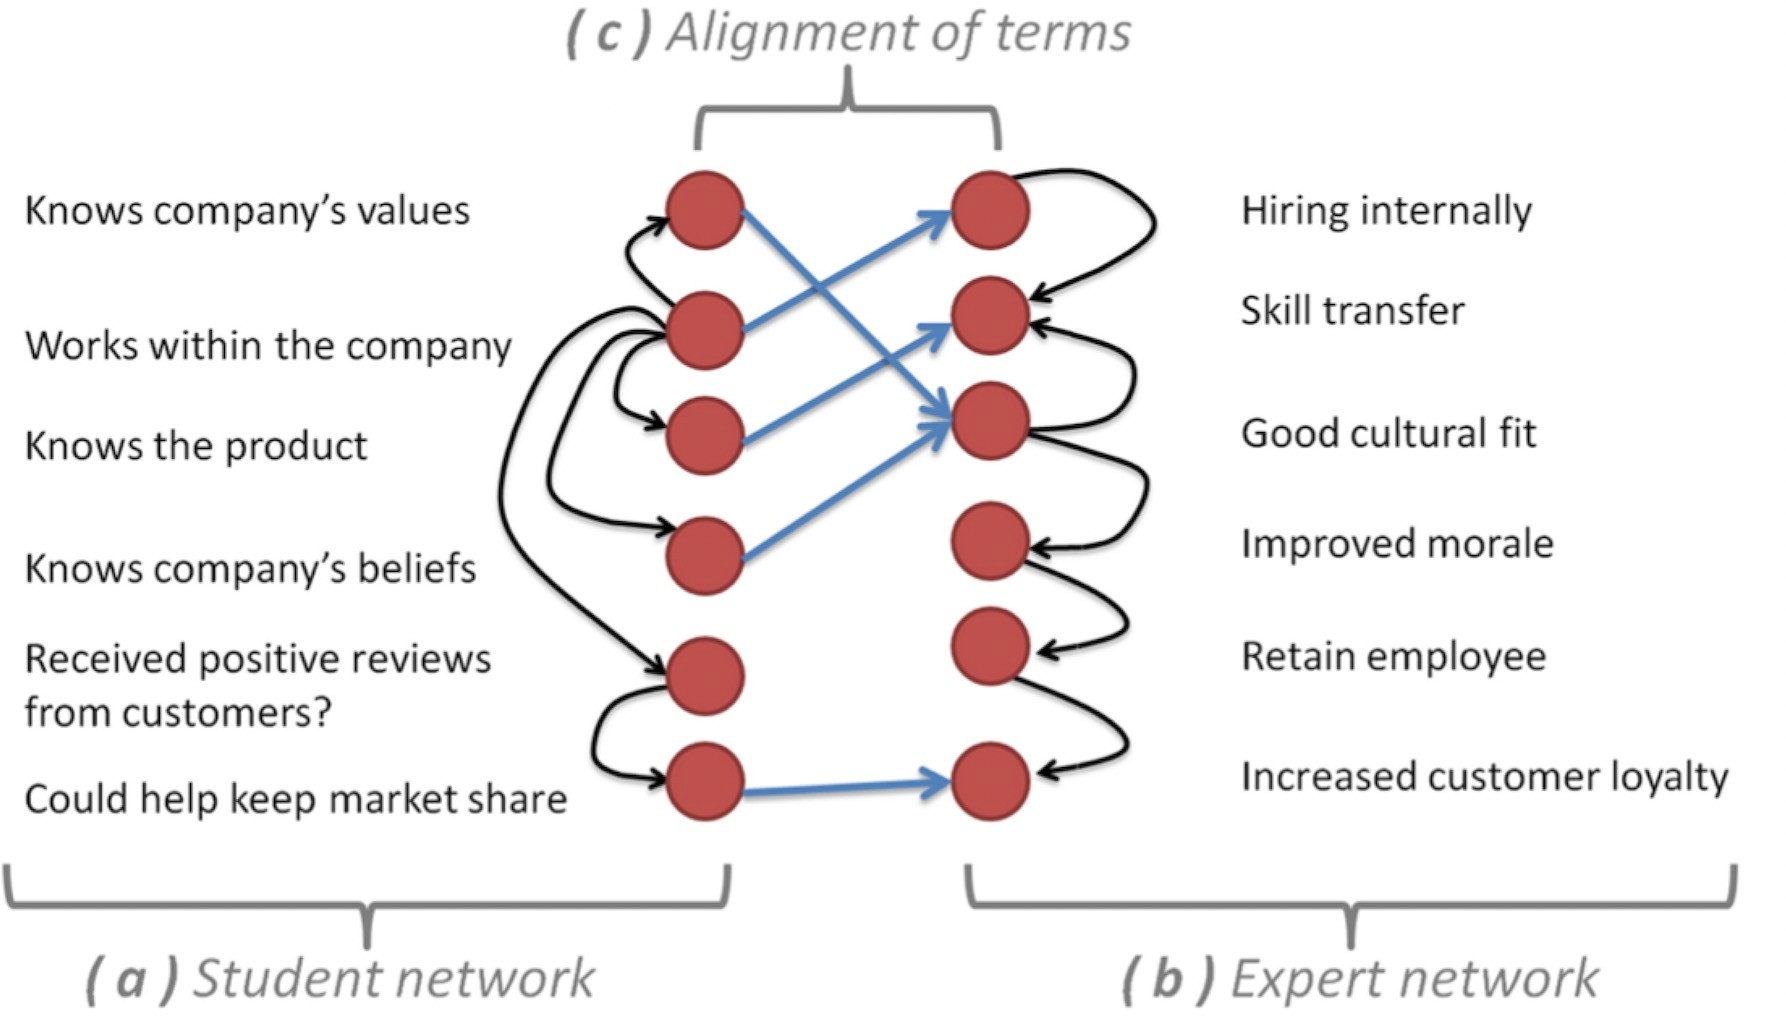 ( c ) Alignment of terms
Knows company’s values
Works within the company
Knows the product
Knows company’s beliefs
Received positive reviews
from customers?
Could help keep market share
Hiring internally
Skill transfer
Good cultural fit
Improved morale
Retain employee
Increased customer loyalty
( a ) Student network
( b ) Expert network